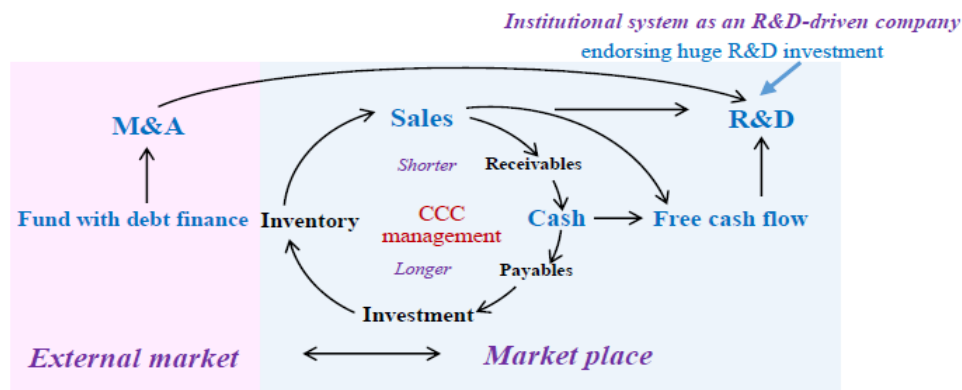 Institutional system as an R&D-driven company
endorsing huge R&D investment
M&A
Sales
R&D
Shorter
Receivables
Fund with debt finance
Inventory
CCC
management
Cash
Free cash flow
Longer
Payables
Investment
External market
Market place